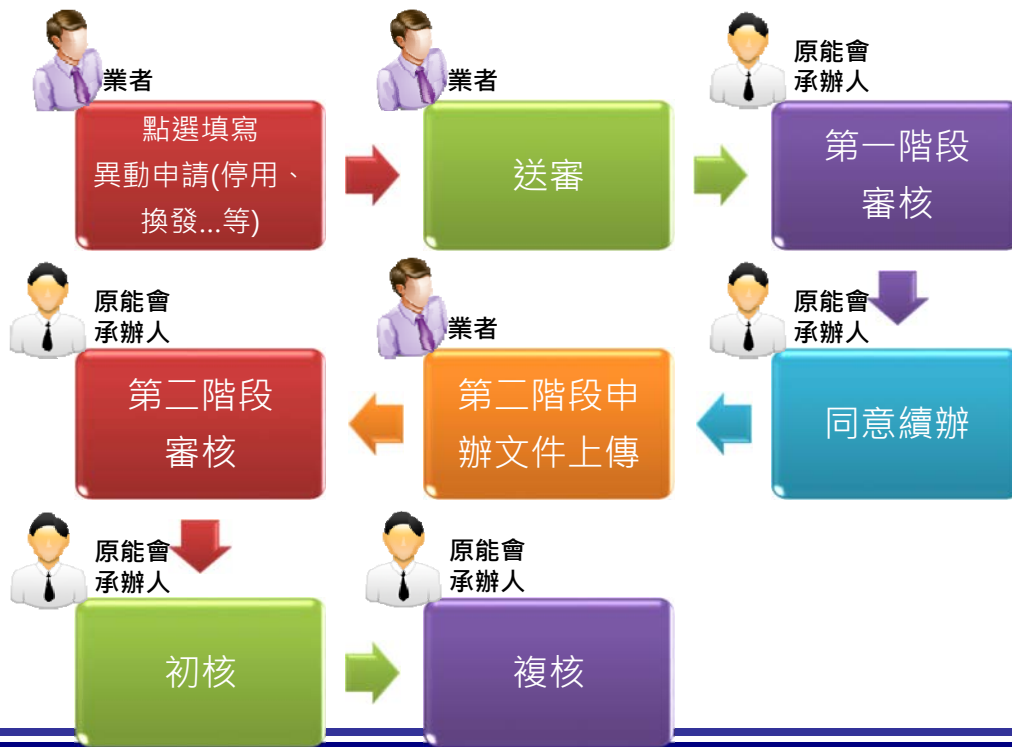 業者
點選填寫
異動申請(停用、
換發...等)
業者
送審
原能會
承辦人
第一階段
審核
原能會
承辦人
同意續辦
業者
第二階段申
辦文件上傳
原能會
承辦人
第二階段
審核
原能會
承辦人
初核
原能會
承辦人
複核